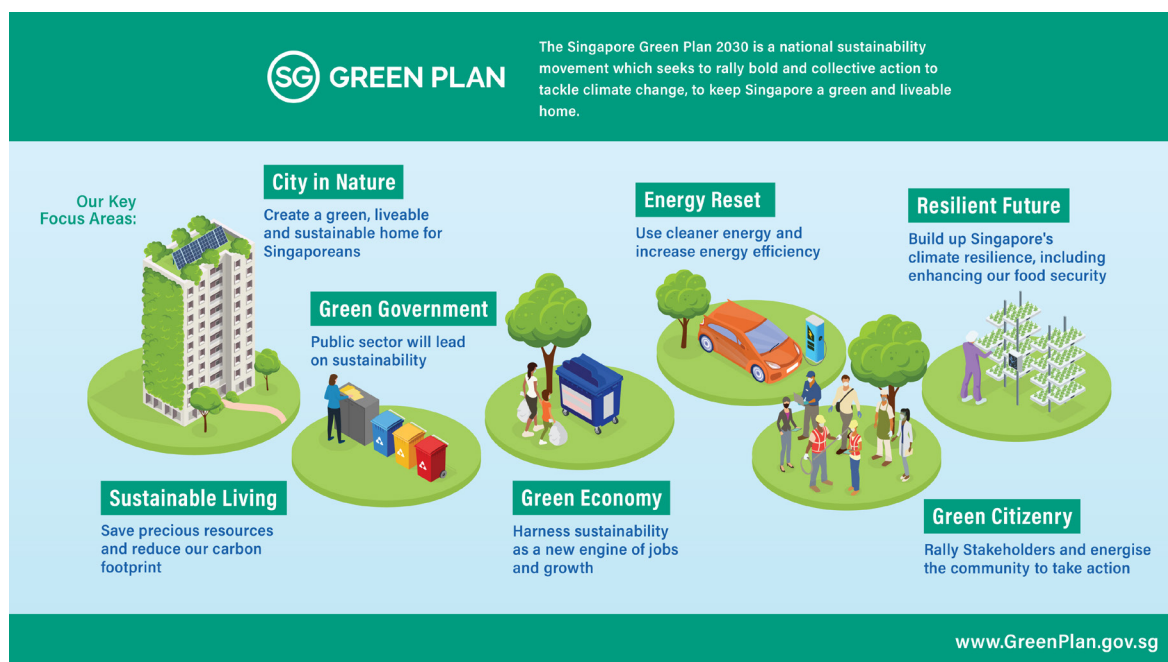 SG GREEN PLAN
The Singapore Green Plan 2030 is a national sustainability
movement which seeks to rally bold and collective action to
tackle climate change, to keep Singapore a green and liveable
home.
Our Key
Focus Areas:
City in Nature
Create a green, liveable
and sustainable home for
Singaporeans
Green Government
Public sector will lead
on sustainability
Energy Reset
Use cleaner energy and
increase energy efficiency
Resilient Future
Build up Singapore's
climate resilience, including
enhancing our food security
Sustainable Living
Save precious resources
and reduce our carbon
footprint
Green Economy
Harness sustainability
as a new engine of jobs
and growth
Green Citizenry
Rally Stakeholders and energise
the community to take action
www.GreenPlan.gov.sg